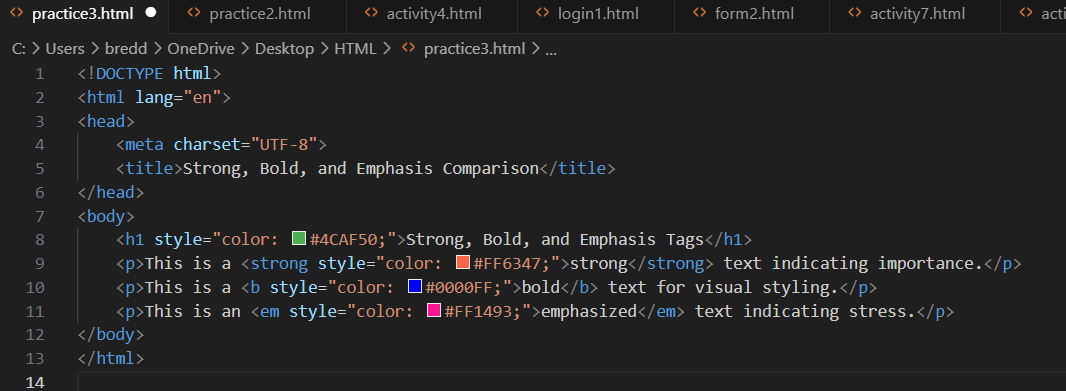 practice3.html practice2.html activity4.html login1.html form2.html activity7.html acti
C: > Users > bredd > OneDrive > Desktop > HTML > practice3.html > ...
1 <!DOCTYPE html>
2 <html lang="en">
3 <head>
4 <meta charset="UTF-8">
5 <title>Strong, Bold, and Emphasis Comparison</title>
6 </head>
7 <body>
8 <h1 style="color: #4CAF50;">Strong, Bold, and Emphasis Tags</h1>
9 <p>This is a <strong style="color: #FF6347;">strong</strong> text indicating importance.</p>
10 <p>This is a <b style="color: #0000FF;">bold</b> text for visual styling.</p>
11 <p>This is an <em style="color: #FF1493;">emphasized</em> text indicating stress.</p>
12 </body>
13 </html>
14